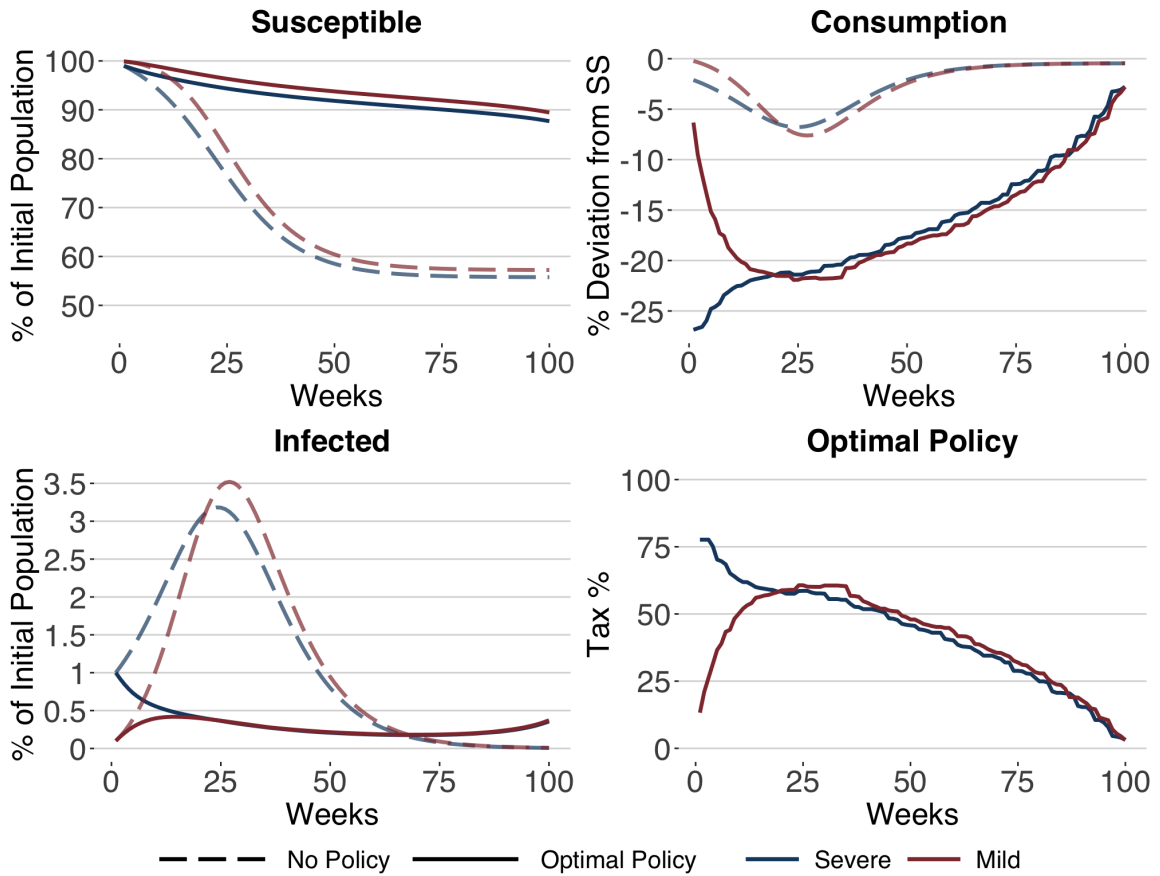 Susceptible
% of Initial Population
100
90
80
70
60
50
0 25 50 75 100
Weeks
Consumption
% Deviation from SS
0
-5
-10
-15
-20
-25
0 25 50 75 100
Weeks
Infected
% of Initial Population
3.5
3
2.5
2
1.5
1
0.5
0
0 25 50 75 100
Weeks
Optimal Policy
Tax %
100
75
50
25
0
0 25 50 75 100
Weeks
No Policy Optimal Policy Severe Mild